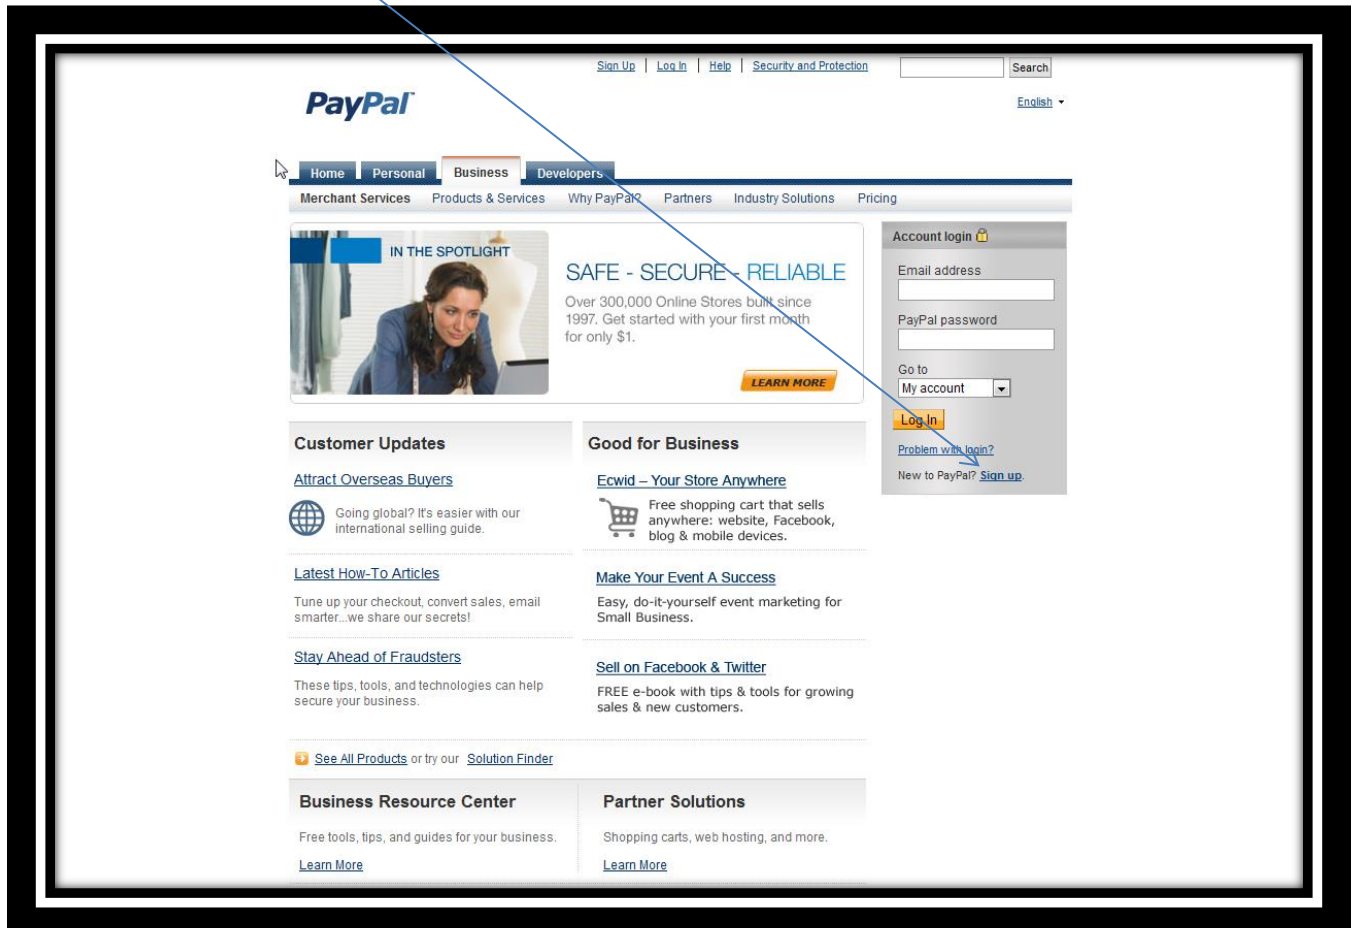 Sign Up | Log In | Help | Security and Protection Search
PayPal
English
Home Personal Business Developers
Merchant Services Products & Services Why PayPal? Partners Industry Solutions Pricing
IN THE SPOTLIGHT
SAFE - SECURE - RELIABLE
Over 300,000 Online Stores built since
1997. Get started with your first month
for only $1.
LEARN MORE
Account login
Email address
PayPal password
Go to
My account
Log In
Problem with login?
New to PayPal? Sign up.
Customer Updates
Attract Overseas Buyers
Going global? It's easier with our
international selling guide.
Latest How-To Articles
Tune up your checkout, convert sales, email
smarter...we share our secrets!
Stay Ahead of Fraudsters
These tips, tools, and technologies can help
secure your business.
Good for Business
Ecwid – Your Store Anywhere
Free shopping cart that sells
anywhere: website, Facebook,
blog & mobile devices.
Make Your Event A Success
Easy, do-it-yourself event marketing for
Small Business.
Sell on Facebook & Twitter
FREE e-book with tips & tools for growing
sales & new customers.
See All Products or try our Solution Finder
Business Resource Center
Free tools, tips, and guides for your business.
Learn More
Partner Solutions
Shopping carts, web hosting, and more.
Learn More